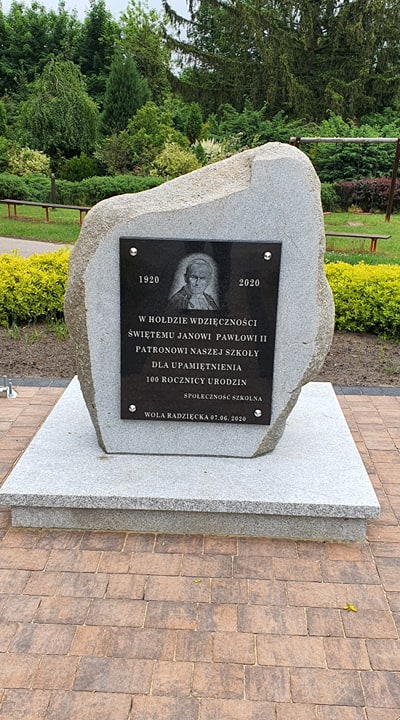 1920 2020
W HOŁDZIE WDZIĘCZNOŚCI
ŚWIĘTEMU JANOWI PAWŁOWI II
PATRONOWI NASZEJ SZKOŁY
DLA UPAMIĘTNIENIA
100 ROCZNICY URODZIN
SPOŁECZNOŚĆ SZKOLNA
WOLA RADZIĘCKA 07.06.2020